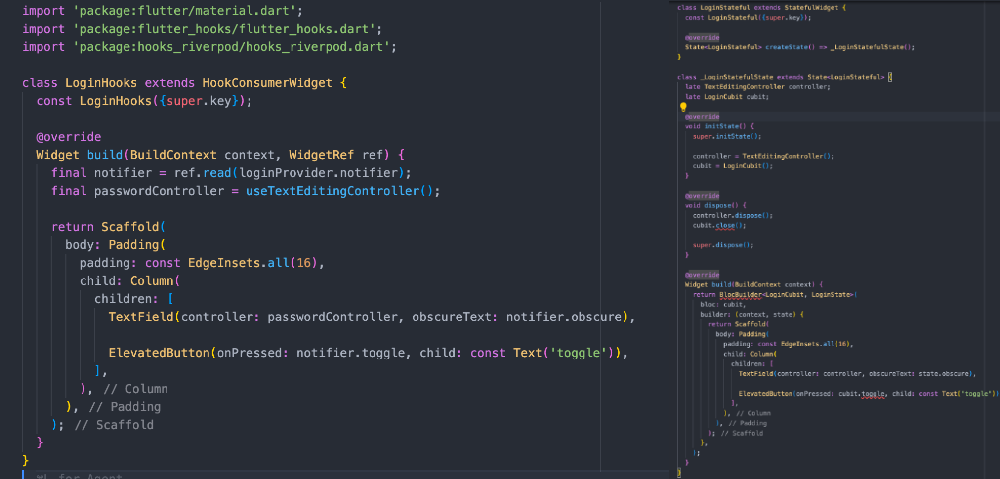 import 'package:flutter/material.dart';
import 'package:flutter_hooks/flutter_hooks.dart';
import 'package:hooks_riverpod/hooks_riverpod.dart';

class LoginHooks extends HookConsumerWidget {
  const LoginHooks({super.key});

  @override
  Widget build(BuildContext context, WidgetRef ref) {
    final notifier = ref.read(loginProvider.notifier);
    final passwordController = useTextEditingController();

    return Scaffold(
      body: Padding(
        padding: const EdgeInsets.all(16),
        child: Column(
          children: [
            TextField(controller: passwordController, obscureText: notifier.obscure),

            ElevatedButton(onPressed: notifier.toggle, child: const Text('toggle')),
          ],
        ), // Column
      ), // Padding
    ); // Scaffold
  }
}
⌘L for Agent

class LoginStateful extends StatefulWidget {
  const LoginStateful({super.key});

  @override
  State<LoginStateful> createState() => _LoginStatefulState();
}

class _LoginStatefulState extends State<LoginStateful> {
  late TextEditingController controller;
  late LoginCubit cubit;

  @override
  void initState() {
    super.initState();

    controller = TextEditingController();
    cubit = LoginCubit();
  }

  @override
  void dispose() {
    controller.dispose();
    cubit.close();

    super.dispose();
  }

  @override
  Widget build(BuildContext context) {
    return BlocBuilder<LoginCubit, LoginState>(
      bloc: cubit,
      builder: (context, state) {
        return Scaffold(
          body: Padding(
            padding: const EdgeInsets.all(16),
            child: Column(
              children: [
                TextField(controller: controller, obscureText: state.obscure),

                ElevatedButton(onPressed: cubit.toggle, child: const Text('toggle'))
              ],
            ), // Column
          ), // Padding
        ); // Scaffold
      },
    );
  }
}